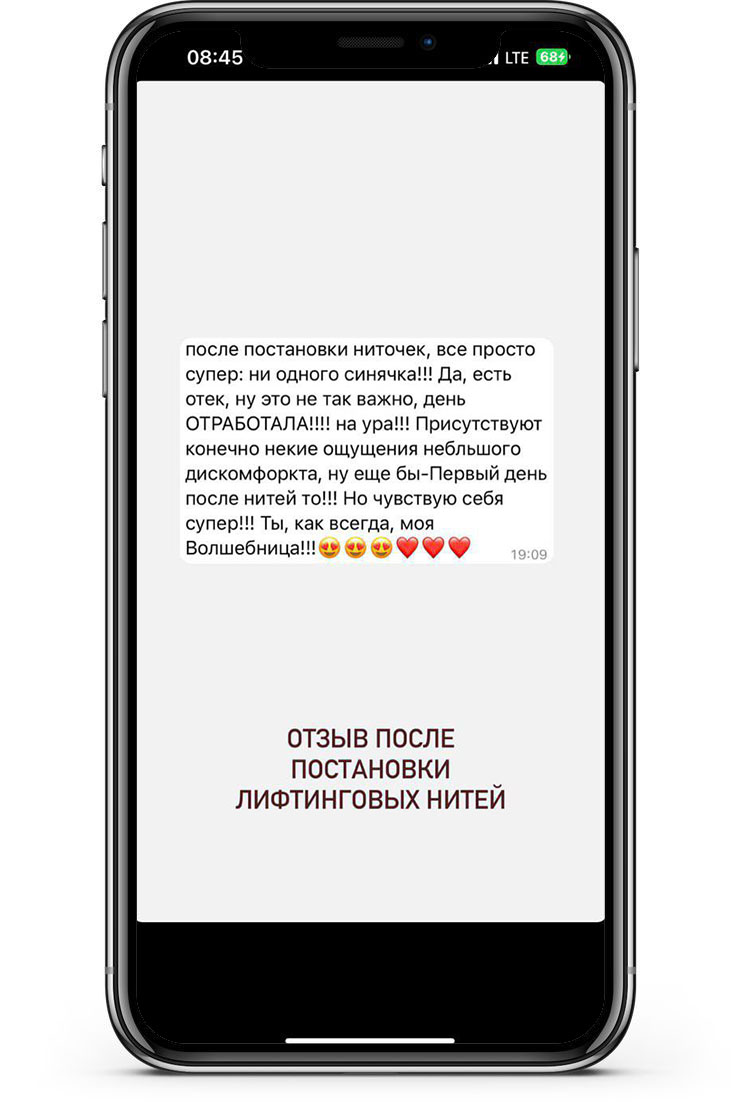 08:45
LTE 68
после постановки ниточек, все просто
супер: ни одного синячка!!! Да, есть
отек, ну это не так важно, день
ОТРАБОТАЛА!!!! на ура!!! Присутствуют
конечно некие ощущения небльшого
дискомфоркта, ну еще бы-Первый день
после нитей то!!! Но чувствую себя
супер!!! Ты, как всегда, моя
Волшебница!!!😍😍😍❤️❤️❤️ 19:09
ОТЗЫВ ПОСЛЕ
ПОСТАНОВКИ
ЛИФТИНГОВЫХ НИТЕЙ